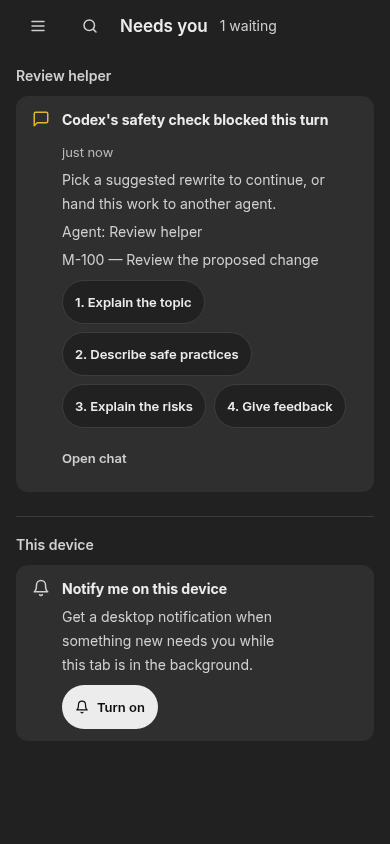 Needs you 1 waiting
Review helper
Codex's safety check blocked this turn
just now
Pick a suggested rewrite to continue, or
hand this work to another agent.
Agent: Review helper
M-100 — Review the proposed change
1. Explain the topic
2. Describe safe practices
3. Explain the risks 4. Give feedback
Open chat
This device
Notify me on this device
Get a desktop notification when
something new needs you while
this tab is in the background.
Turn on